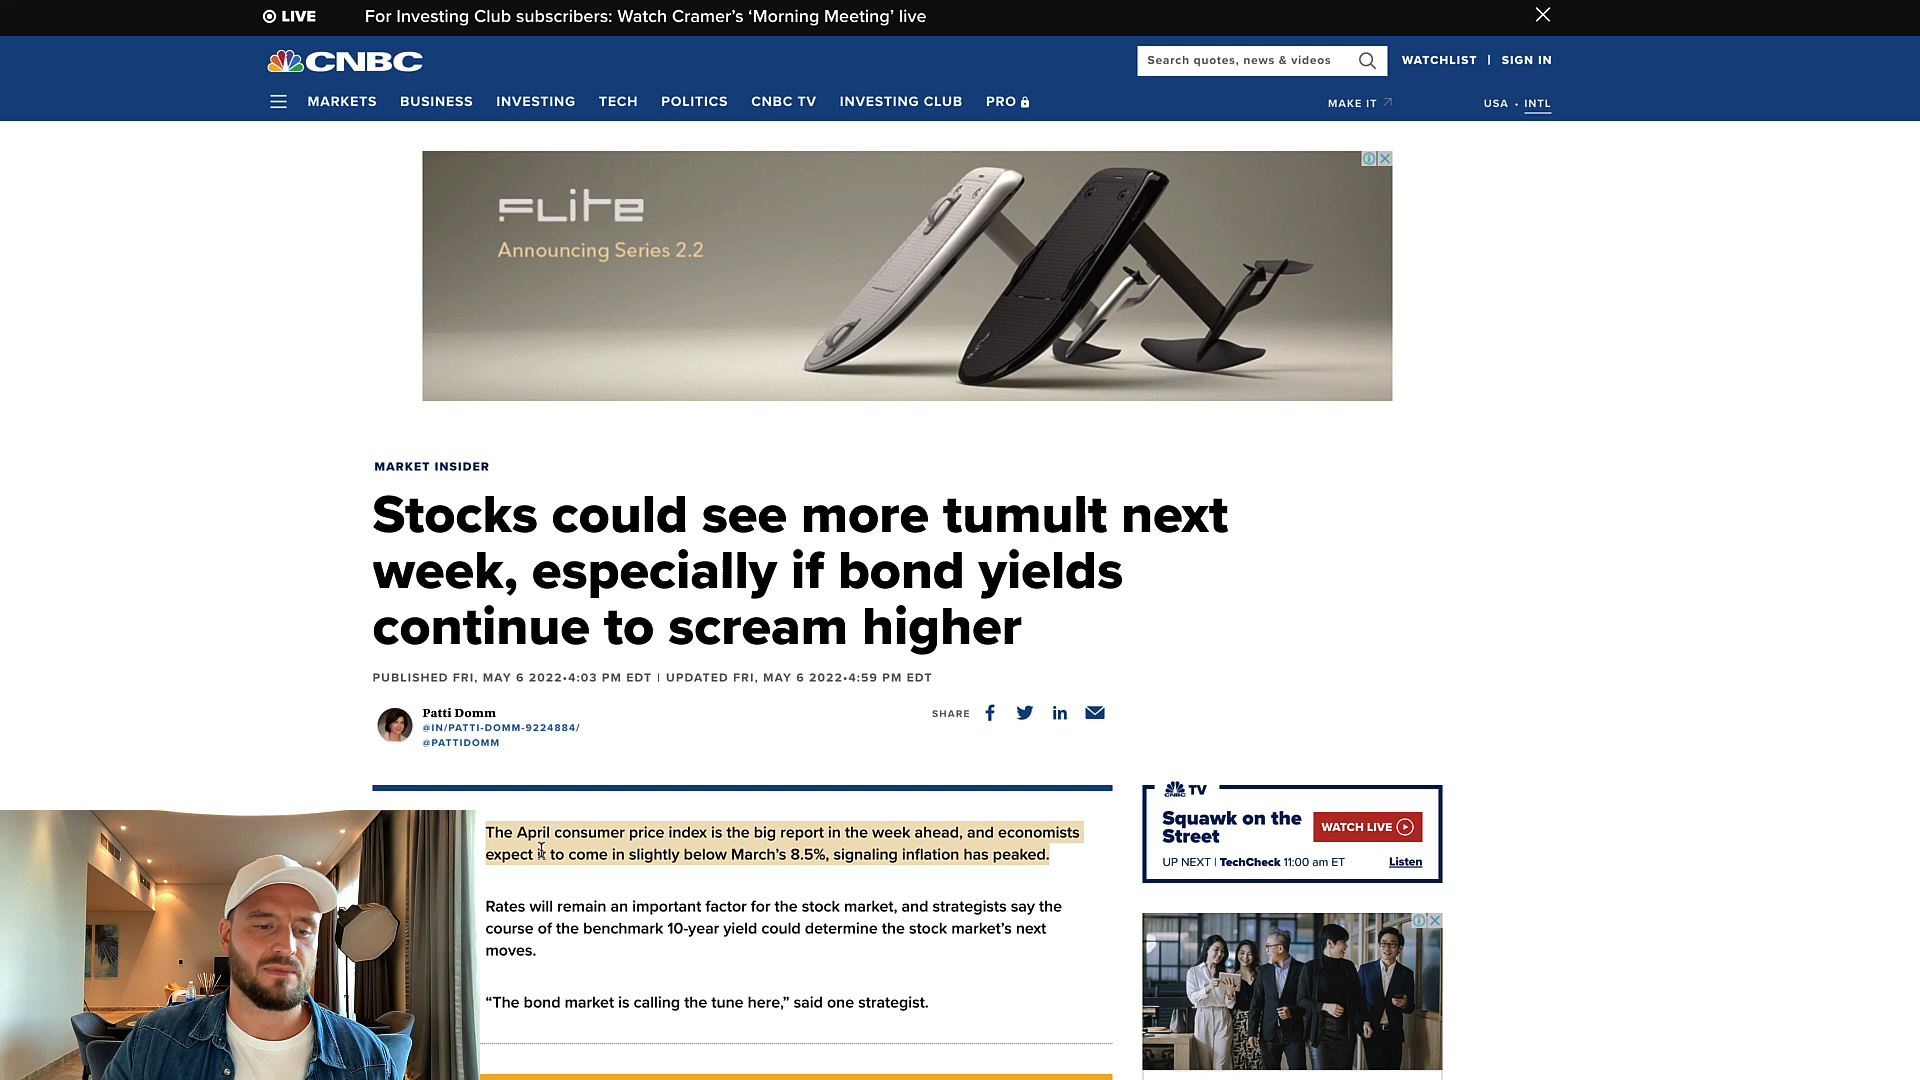 LIVE
For Investing Club subscribers: Watch Cramer’s ‘Morning Meeting’ live
CNBC
Search quotes, news & videos
WATCHLIST | SIGN IN
MARKETS BUSINESS INVESTING TECH POLITICS CNBC TV INVESTING CLUB PRO
MAKE IT
USA • INTL
FLITE
Announcing Series 2.2
MARKET INSIDER
Stocks could see more tumult next
week, especially if bond yields
continue to scream higher
PUBLISHED FRI, MAY 6 2022•4:03 PM EDT | UPDATED FRI, MAY 6 2022•4:59 PM EDT
Patti Domm
@IN/PATTI-DOMM-9224884/
@PATTIDOMM
SHARE
The April consumer price index is the big report in the week ahead, and economists
expect to come in slightly below March’s 8.5%, signaling inflation has peaked.
Rates will remain an important factor for the stock market, and strategists say the
course of the benchmark 10-year yield could determine the stock market’s next
moves.
“The bond market is calling the tune here,” said one strategist.
CNBC TV
Squawk on the
Street
WATCH LIVE
UP NEXT | TechCheck 11:00 am ET
Listen